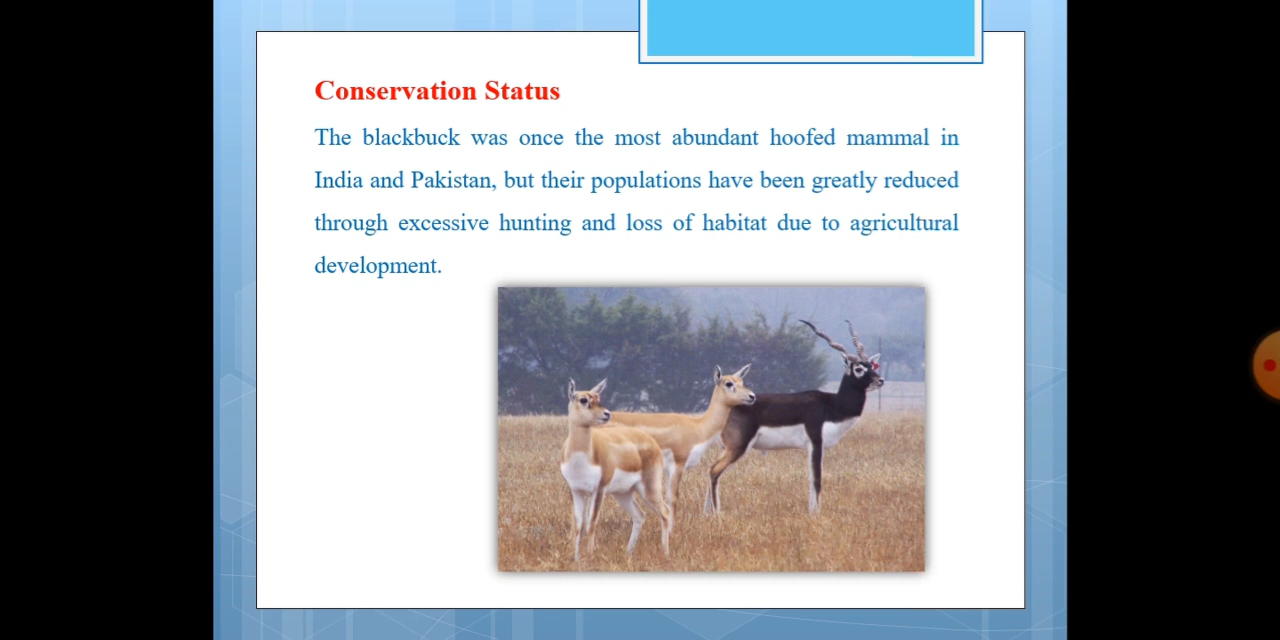 Conservation Status
The blackbuck was once the most abundant hoofed mammal in
India and Pakistan, but their populations have been greatly reduced
through excessive hunting and loss of habitat due to agricultural
development.